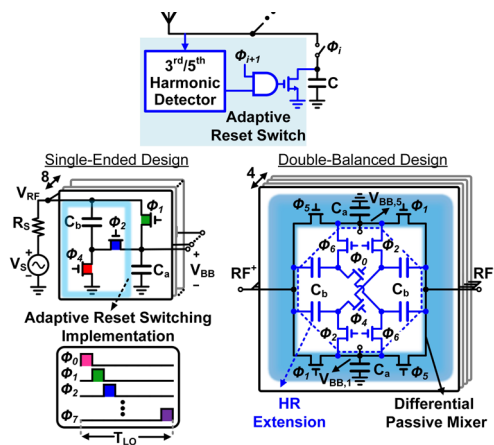 Φi
3rd/5th
Harmonic
Detector
Φi+1
C
Adaptive
Reset Switch
Single-Ended Design
Double-Balanced Design
8
VRF
RS
VS
Cb
Φ2
Φ1
Φ4
Ca
+
VBB
−
Adaptive Reset Switching
Implementation
Φ0
Φ1
Φ2
Φ7
TLO
4
Φ5
Ca
VBB,5
Φ1
Φ6
Φ2
Φ0
RF+
Cb
Cb
RF-
Φ4
Φ2
Φ6
Φ1
VBB,1
Ca
Φ5
HR
Extension
Differential
Passive Mixer